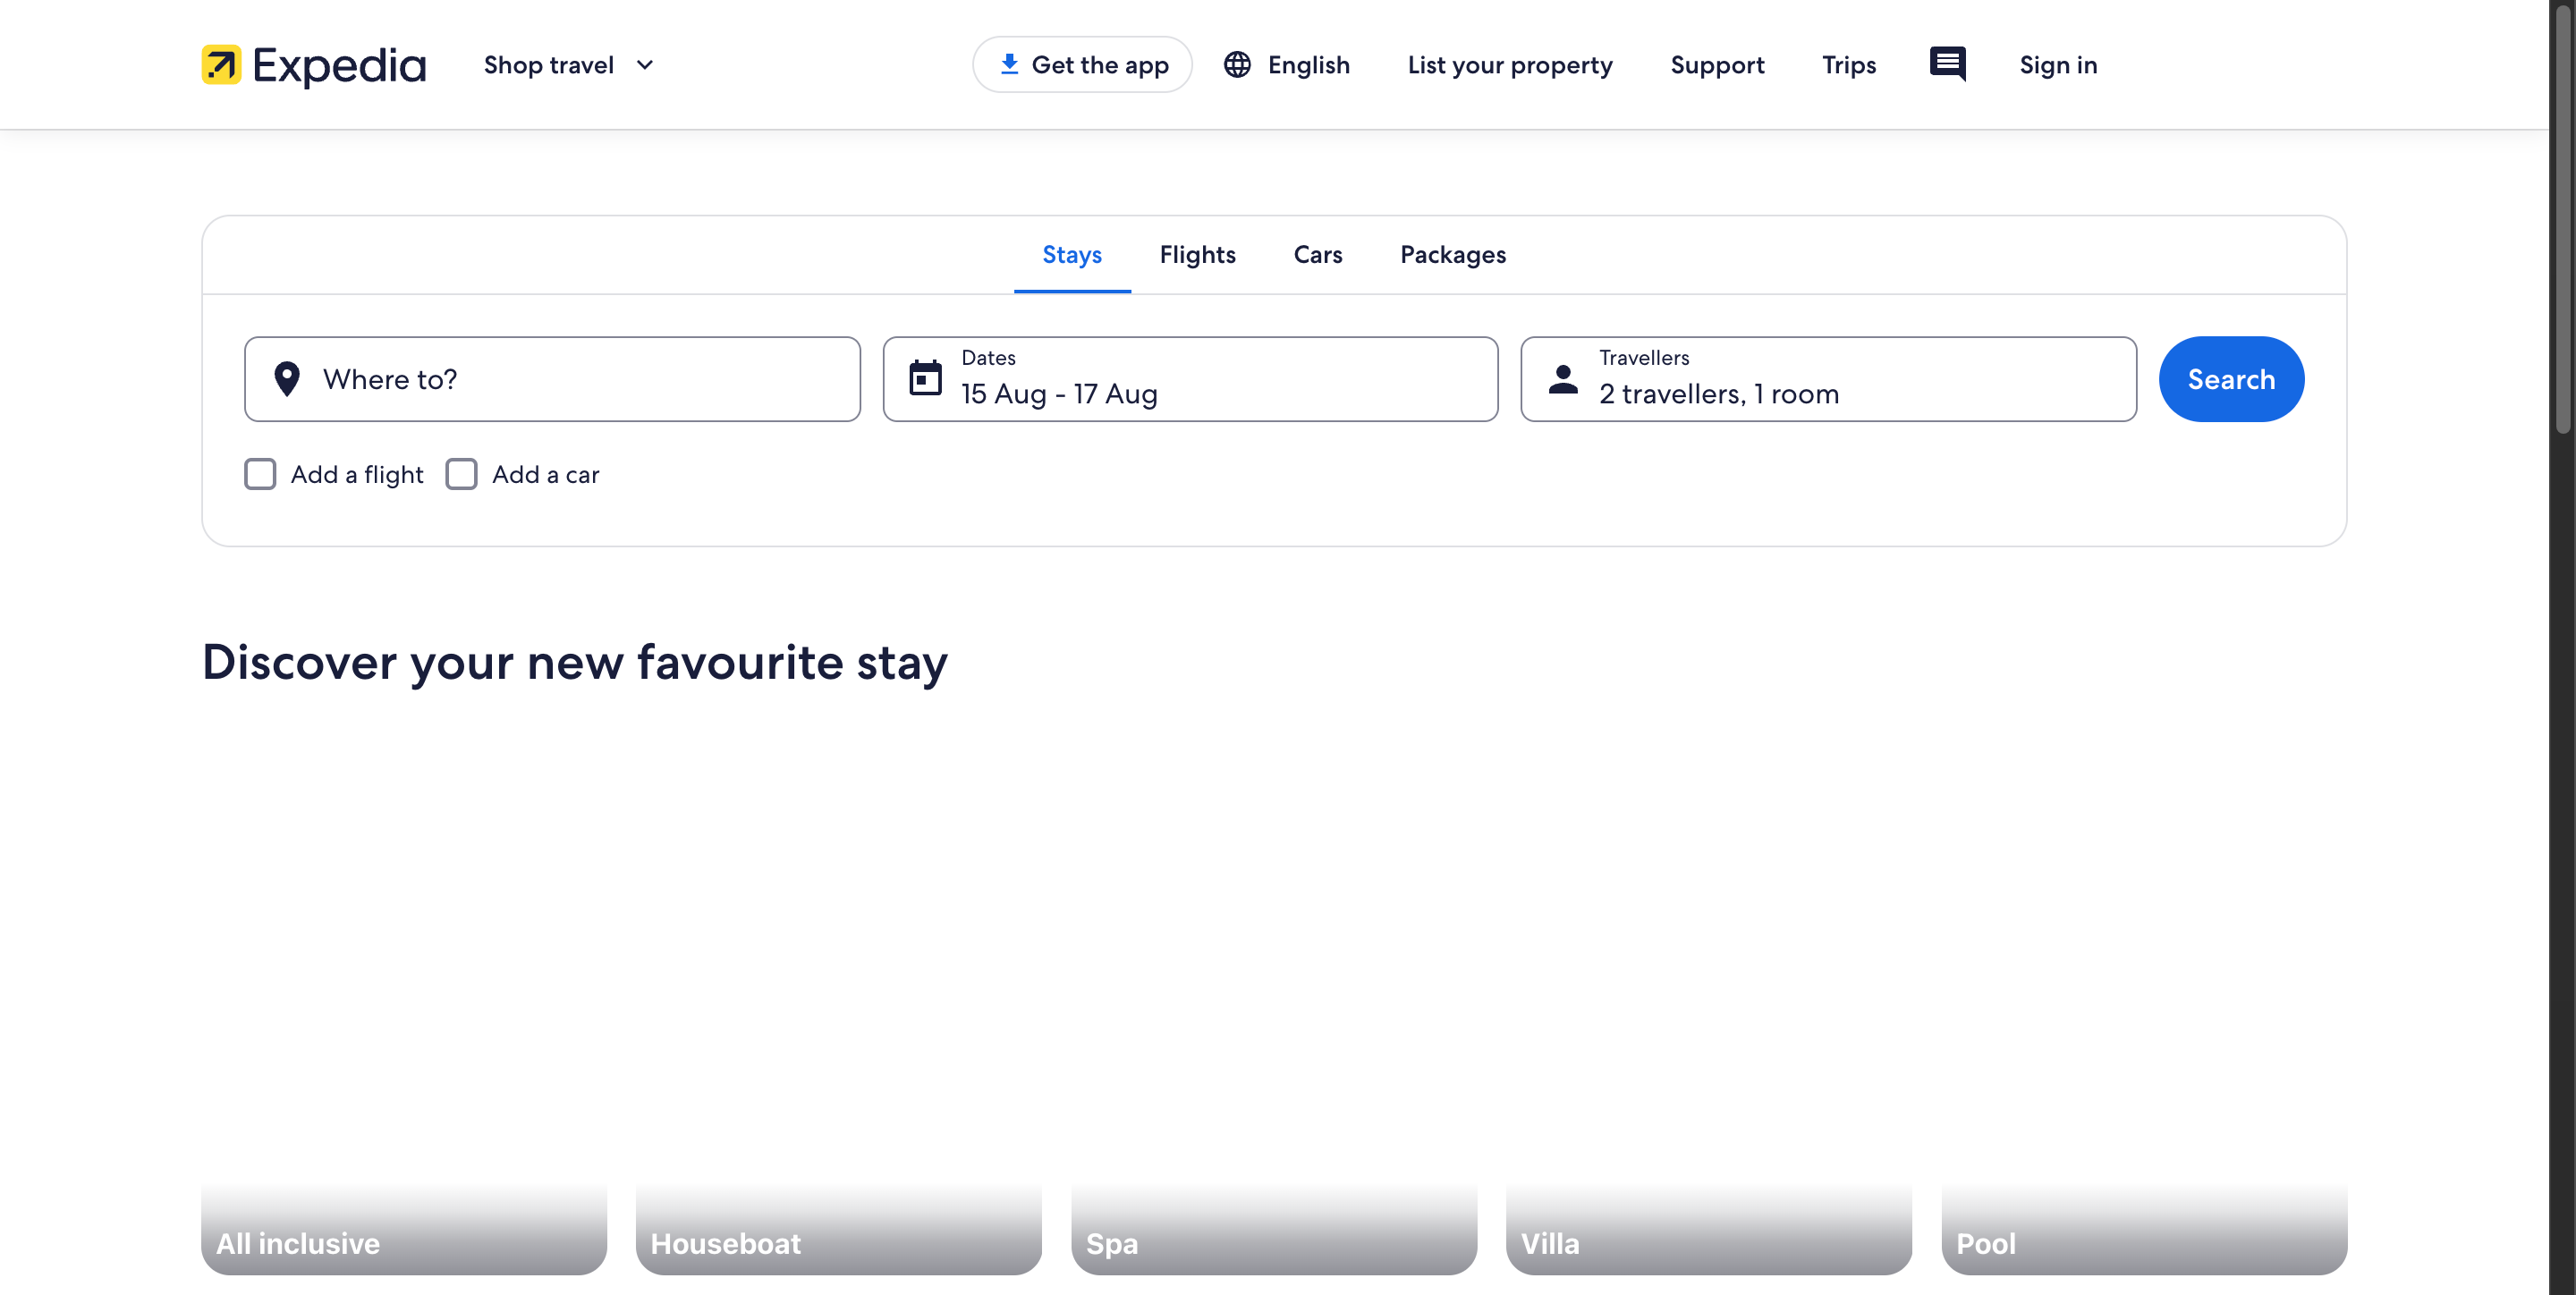 Expedia
Shop travel
Get the app
English
List your property
Support
Trips
Sign in
Stays
Flights
Cars
Packages
Where to?
Dates
15 Aug - 17 Aug
Travellers
2 travellers, 1 room
Search
Add a flight
Add a car
Discover your new favourite stay
All inclusive
Houseboat
Spa
Villa
Pool